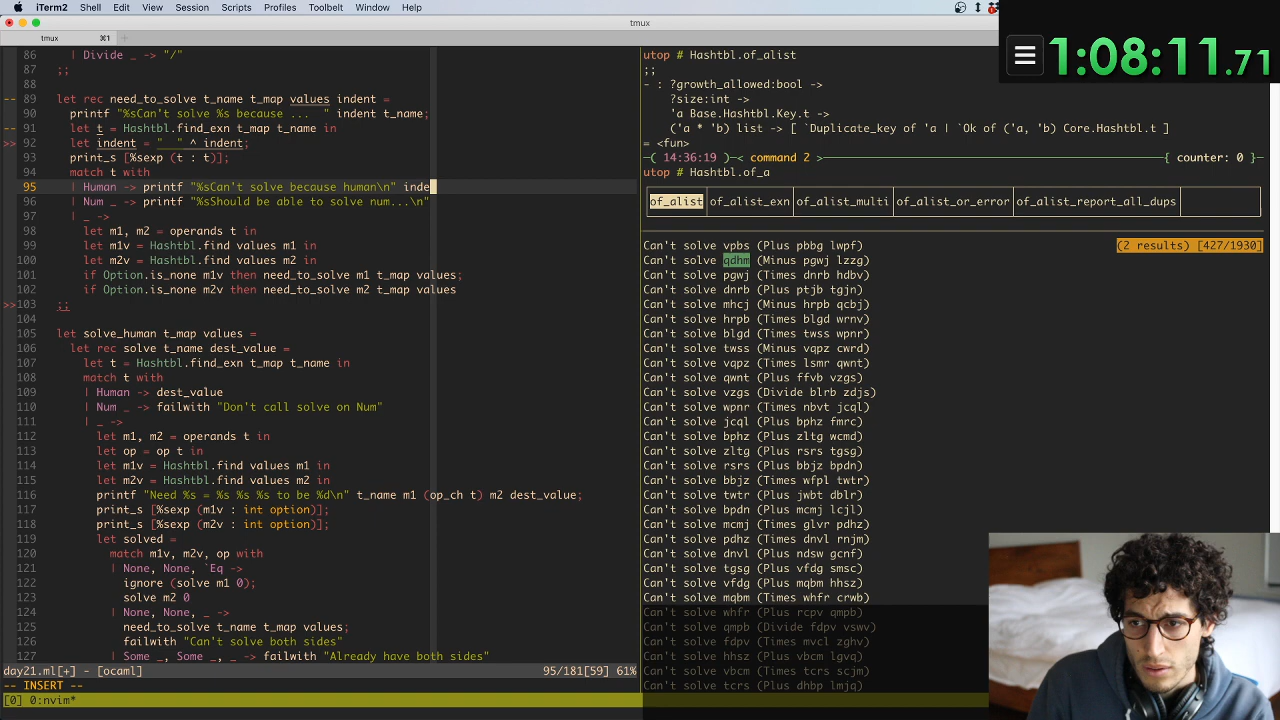 iTerm2 Shell Edit View Session Scripts Profiles Toolbelt Window Help
tmux
tmux ⌘1 +
1:08:11.71
86 | Divide _ -> "/"
87 ;;
88
-- 89 let rec need_to_solve t_name t_map values indent =
90 printf "%sCan't solve %s because ... " indent t_name;
-- 91 let t = Hashtbl.find_exn t_map t_name in
>> 92 let indent = "  " ^ indent;
93 print_s [%sexp (t : t)];
94 match t with
95 | Human -> printf "%sCan't solve because human\n" inde
96 | Num _ -> printf "%sShould be able to solve num...\n"
97 | _ ->
98 let m1, m2 = operands t in
99 let m1v = Hashtbl.find values m1 in
100 let m2v = Hashtbl.find values m2 in
101 if Option.is_none m1v then need_to_solve m1 t_map values;
102 if Option.is_none m2v then need_to_solve m2 t_map values
>>103 ;;
104
105 let solve_human t_map values =
106 let rec solve t_name dest_value =
107 let t = Hashtbl.find_exn t_map t_name in
108 match t with
109 | Human -> dest_value
110 | Num _ -> failwith "Don't call solve on Num"
111 | _ ->
112 let m1, m2 = operands t in
113 let op = op t in
114 let m1v = Hashtbl.find values m1 in
115 let m2v = Hashtbl.find values m2 in
116 printf "Need %s = %s %s %s to be %d\n" t_name m1 (op_ch t) m2 dest_value;
117 print_s [%sexp (m1v : int option)];
118 print_s [%sexp (m2v : int option)];
119 let solved =
120 match m1v, m2v, op with
121 | None, None, `Eq ->
122 ignore (solve m1 0);
123 solve m2 0
124 | None, None, _ ->
125 need_to_solve t_name t_map values;
126 failwith "Can't solve both sides"
127 | Some _, Some _, _ -> failwith "Already have both sides"
day21.ml[+] - [ocaml] 95/181[59] 61%
-- INSERT --
[0] 0:nvim*
utop # Hashtbl.of_alist
;;
- : ?growth_allowed:bool ->
?size:int ->
'a Base.Hashtbl.Key.t ->
('a * 'b) list -> [ `Duplicate_key of 'a | `Ok of ('a, 'b) Core.Hashtbl.t ]
= <fun>
—( 14:36:19 )—< command 2 >——{ counter: 0 }—
utop # Hashtbl.of_a
of_alist of_alist_exn of_alist_multi of_alist_or_error of_alist_report_all_dups
Can't solve vpbs (Plus pbbg lwpf) (2 results) [427/1930]
Can't solve qdhm (Minus pgwj lzzg)
Can't solve pgwj (Times dnrb hdbv)
Can't solve dnrb (Plus ptjb tgjn)
Can't solve mhcj (Minus hrpb qcbj)
Can't solve hrpb (Times blgd wrnv)
Can't solve blgd (Times twss wpnr)
Can't solve twss (Minus vqpz cwrd)
Can't solve vqpz (Times lsmr qwnt)
Can't solve qwnt (Plus ffvb vzgs)
Can't solve vzgs (Divide blrb zdjs)
Can't solve wpnr (Times nbvt jcql)
Can't solve jcql (Plus bphz fmrc)
Can't solve bphz (Plus zltg wcmd)
Can't solve zltg (Plus rsrs tgsg)
Can't solve rsrs (Plus bbjz bpdn)
Can't solve bbjz (Times wfpl twtr)
Can't solve twtr (Plus jwbt dblr)
Can't solve bpdn (Plus mcmj lcjl)
Can't solve mcmj (Times glvr pdhz)
Can't solve pdhz (Times dnvl rnjm)
Can't solve dnvl (Plus ndsw gcnf)
Can't solve tgsg (Plus vfdg smsc)
Can't solve vfdg (Plus mqbm hhsz)
Can't solve mqbm (Times whfr crwb)
Can't solve whfr (Plus rcpv qmpb)
Can't solve qmpb (Divide fdpv vswv)
Can't solve fdpv (Times mvcl zghv)
Can't solve hhsz (Plus vbcm lgvq)
Can't solve vbcm (Times scjm)
Can't solve tcrs (Plus dhbp lmjq)